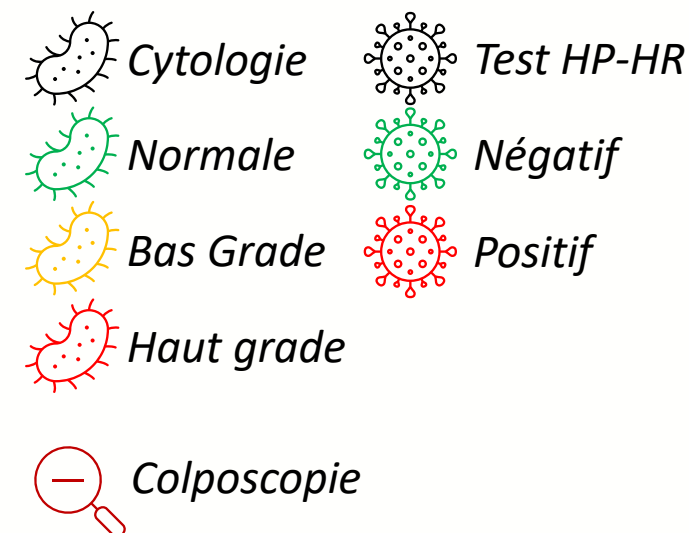 Cytologie
Test HP-HR
Normale
Négatif
Bas Grade
Positif
Haut grade
Colposcopie